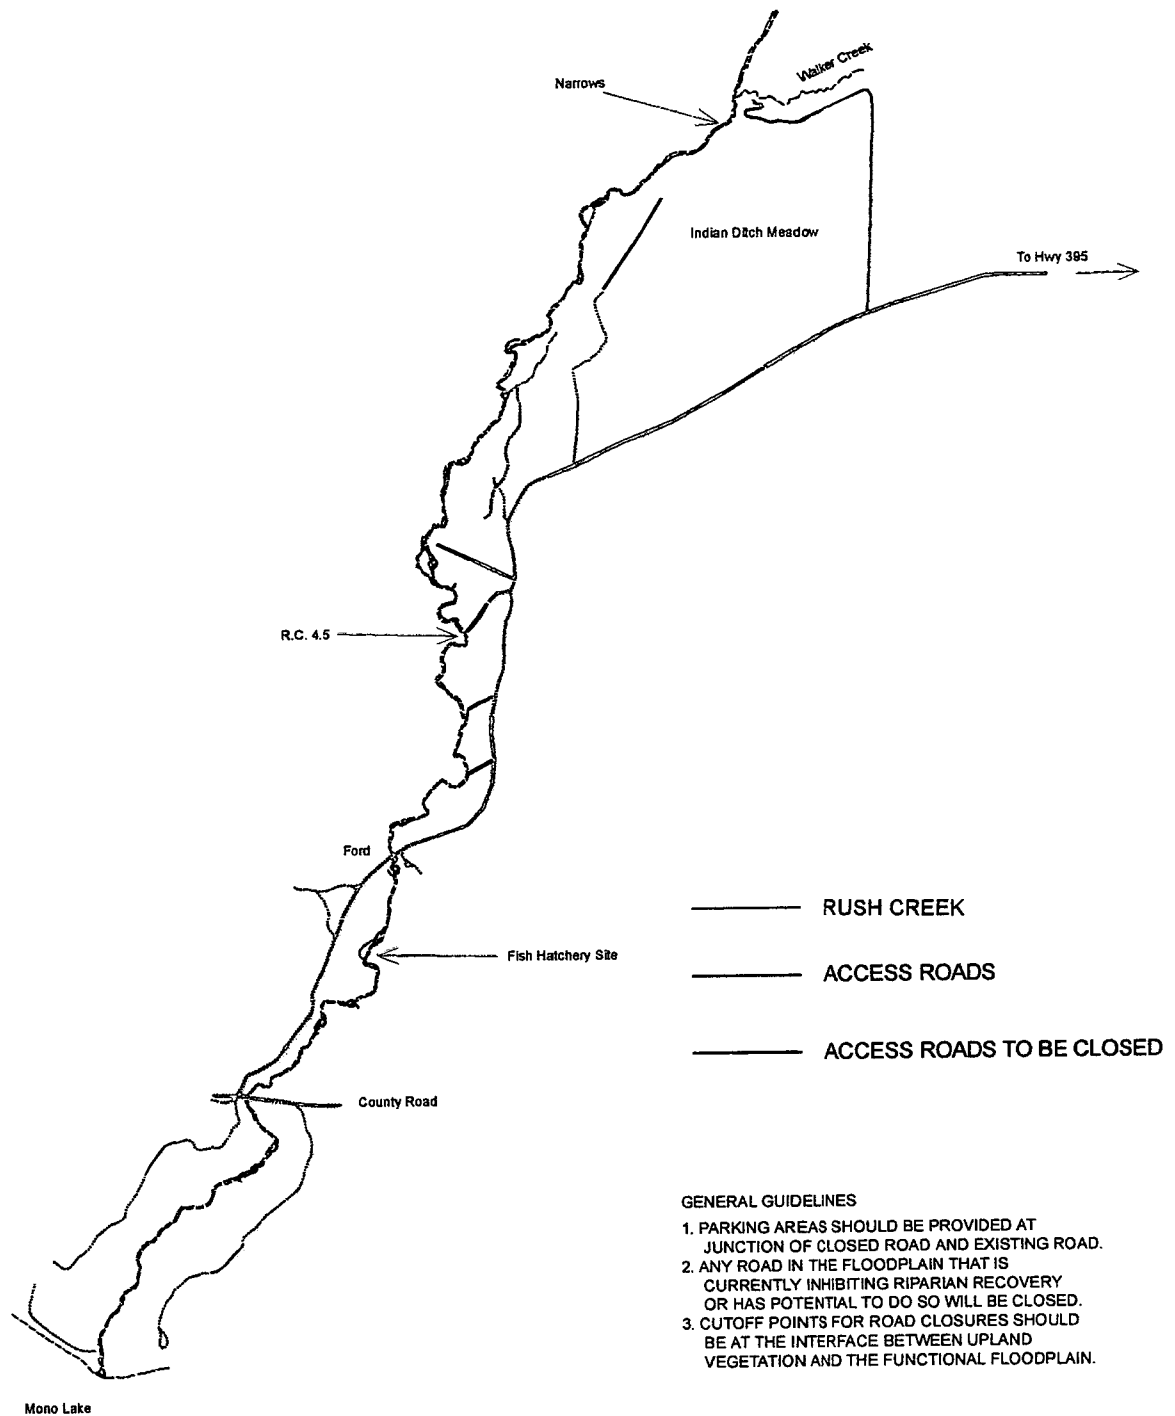 Walker Creek
Narrows
Indian Ditch Meadow
To Hwy 395
R.C. 4.5
Ford
RUSH CREEK
Fish Hatchery Site
ACCESS ROADS
ACCESS ROADS TO BE CLOSED
County Road
GENERAL GUIDELINES
1. PARKING AREAS SHOULD BE PROVIDED AT
JUNCTION OF CLOSED ROAD AND EXISTING ROAD.
2. ANY ROAD IN THE FLOODPLAIN THAT IS
CURRENTLY INHIBITING RIPARIAN RECOVERY
OR HAS POTENTIAL TO DO SO WILL BE CLOSED.
3. CUTOFF POINTS FOR ROAD CLOSURES SHOULD
BE AT THE INTERFACE BETWEEN UPLAND
VEGETATION AND THE FUNCTIONAL FLOODPLAIN.
Mono Lake